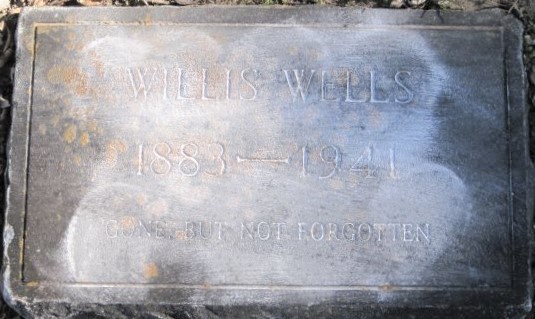 WILLIS WELLS
1883 — 1941
GONE, BUT NOT FORGOTTEN